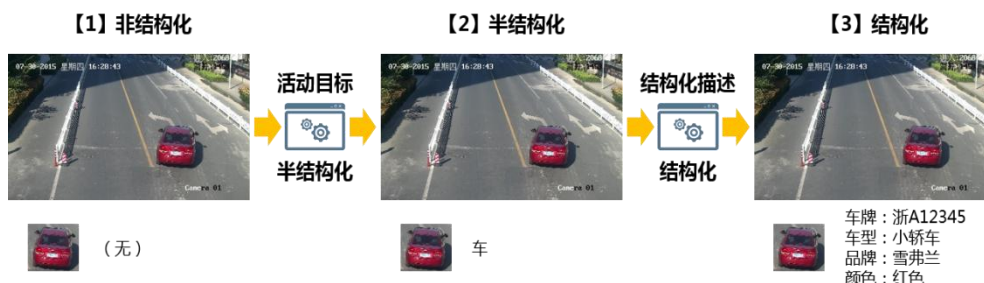 【1】非结构化
【2】半结构化
【3】结构化
07-30-2015 星期四 16:28:43
Camera 01
活动目标
半结构化
07-30-2015 星期四 16:28:43
Camera 01
结构化描述
结构化
07-30-2015 星期四 16:28:43
Camera 01
（无）
车
车牌：浙A12345
车型：小轿车
品牌：雪弗兰
颜色：红色